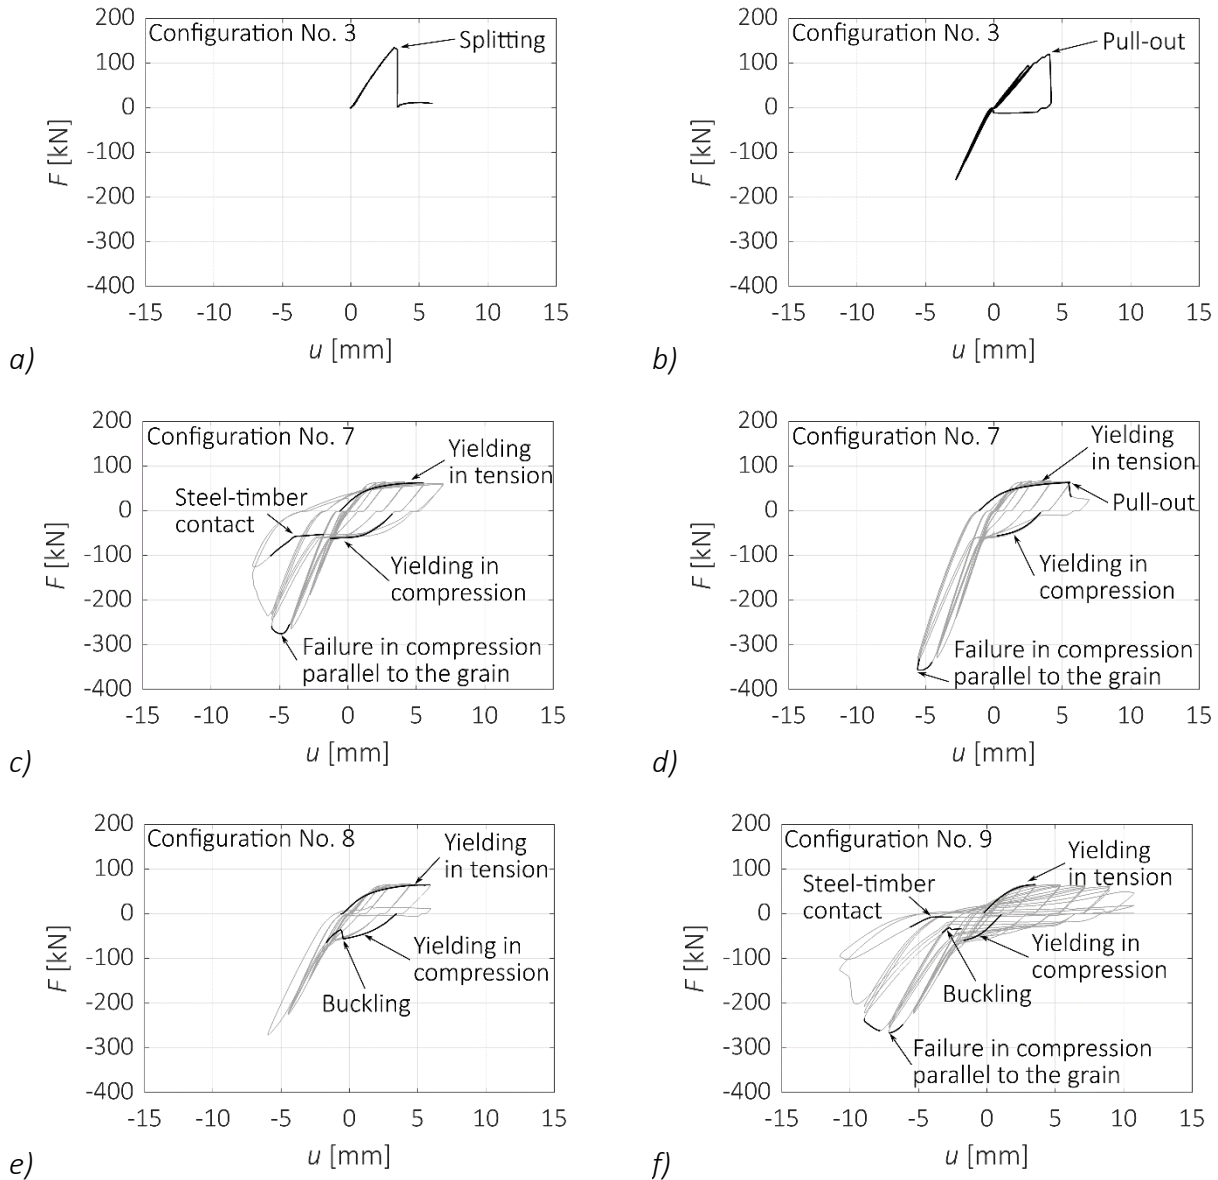 200
Configuration No. 3
Splitting
100
0
-100
-200
-300
-400
F [kN]
-15 -10 -5 0 5 10 15
u [mm]
a)
200
Configuration No. 3
Pull-out
100
0
-100
-200
-300
-400
F [kN]
-15 -10 -5 0 5 10 15
u [mm]
b)
200
Configuration No. 7
Yielding
in tension
100
Steel-timber
contact
0
-100
Yielding in
compression
-200
-300
Failure in compression
parallel to the grain
-400
F [kN]
-15 -10 -5 0 5 10 15
u [mm]
c)
200
Configuration No. 7
Yielding
in tension
100
Pull-out
0
-100
Yielding in
compression
-200
-300
Failure in compression
parallel to the grain
-400
F [kN]
-15 -10 -5 0 5 10 15
u [mm]
d)
200
Configuration No. 8
Yielding
in tension
100
0
-100
Yielding in
compression
Buckling
-200
-300
-400
F [kN]
-15 -10 -5 0 5 10 15
u [mm]
e)
200
Configuration No. 9
Yielding
in tension
100
Steel-timber
contact
0
-100
Yielding in
compression
Buckling
-200
-300
Failure in compression
parallel to the grain
-400
F [kN]
-15 -10 -5 0 5 10 15
u [mm]
f)